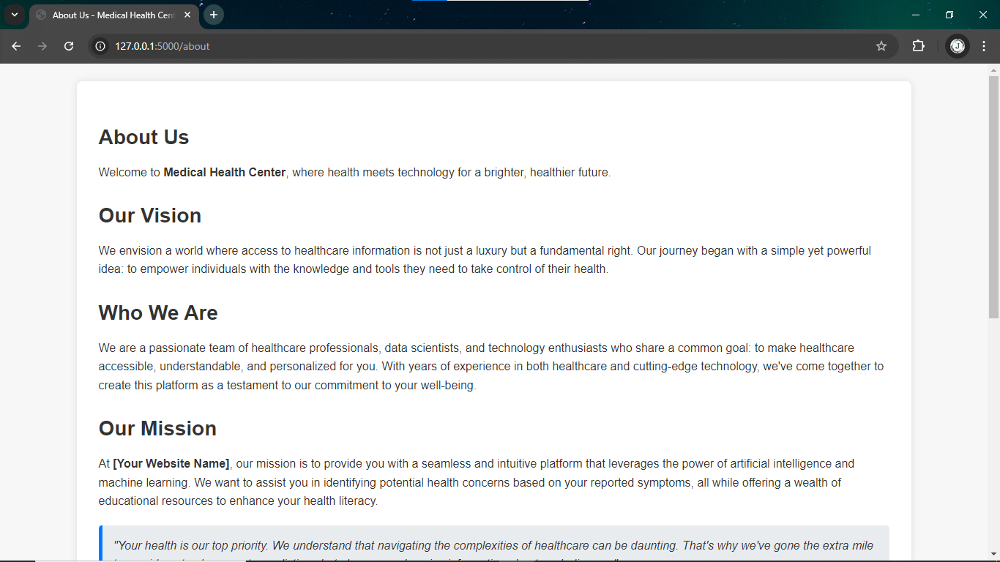 About Us - Medical Health Cen
127.0.0.1:5000/about
J
About Us
Welcome to Medical Health Center, where health meets technology for a brighter, healthier future.
Our Vision
We envision a world where access to healthcare information is not just a luxury but a fundamental right. Our journey began with a simple yet powerful
idea: to empower individuals with the knowledge and tools they need to take control of their health.
Who We Are
We are a passionate team of healthcare professionals, data scientists, and technology enthusiasts who share a common goal: to make healthcare
accessible, understandable, and personalized for you. With years of experience in both healthcare and cutting-edge technology, we've come together to
create this platform as a testament to our commitment to your well-being.
Our Mission
At [Your Website Name], our mission is to provide you with a seamless and intuitive platform that leverages the power of artificial intelligence and
machine learning. We want to assist you in identifying potential health concerns based on your reported symptoms, all while offering a wealth of
educational resources to enhance your health literacy.
"Your health is our top priority. We understand that navigating the complexities of healthcare can be daunting. That's why we've gone the extra mile